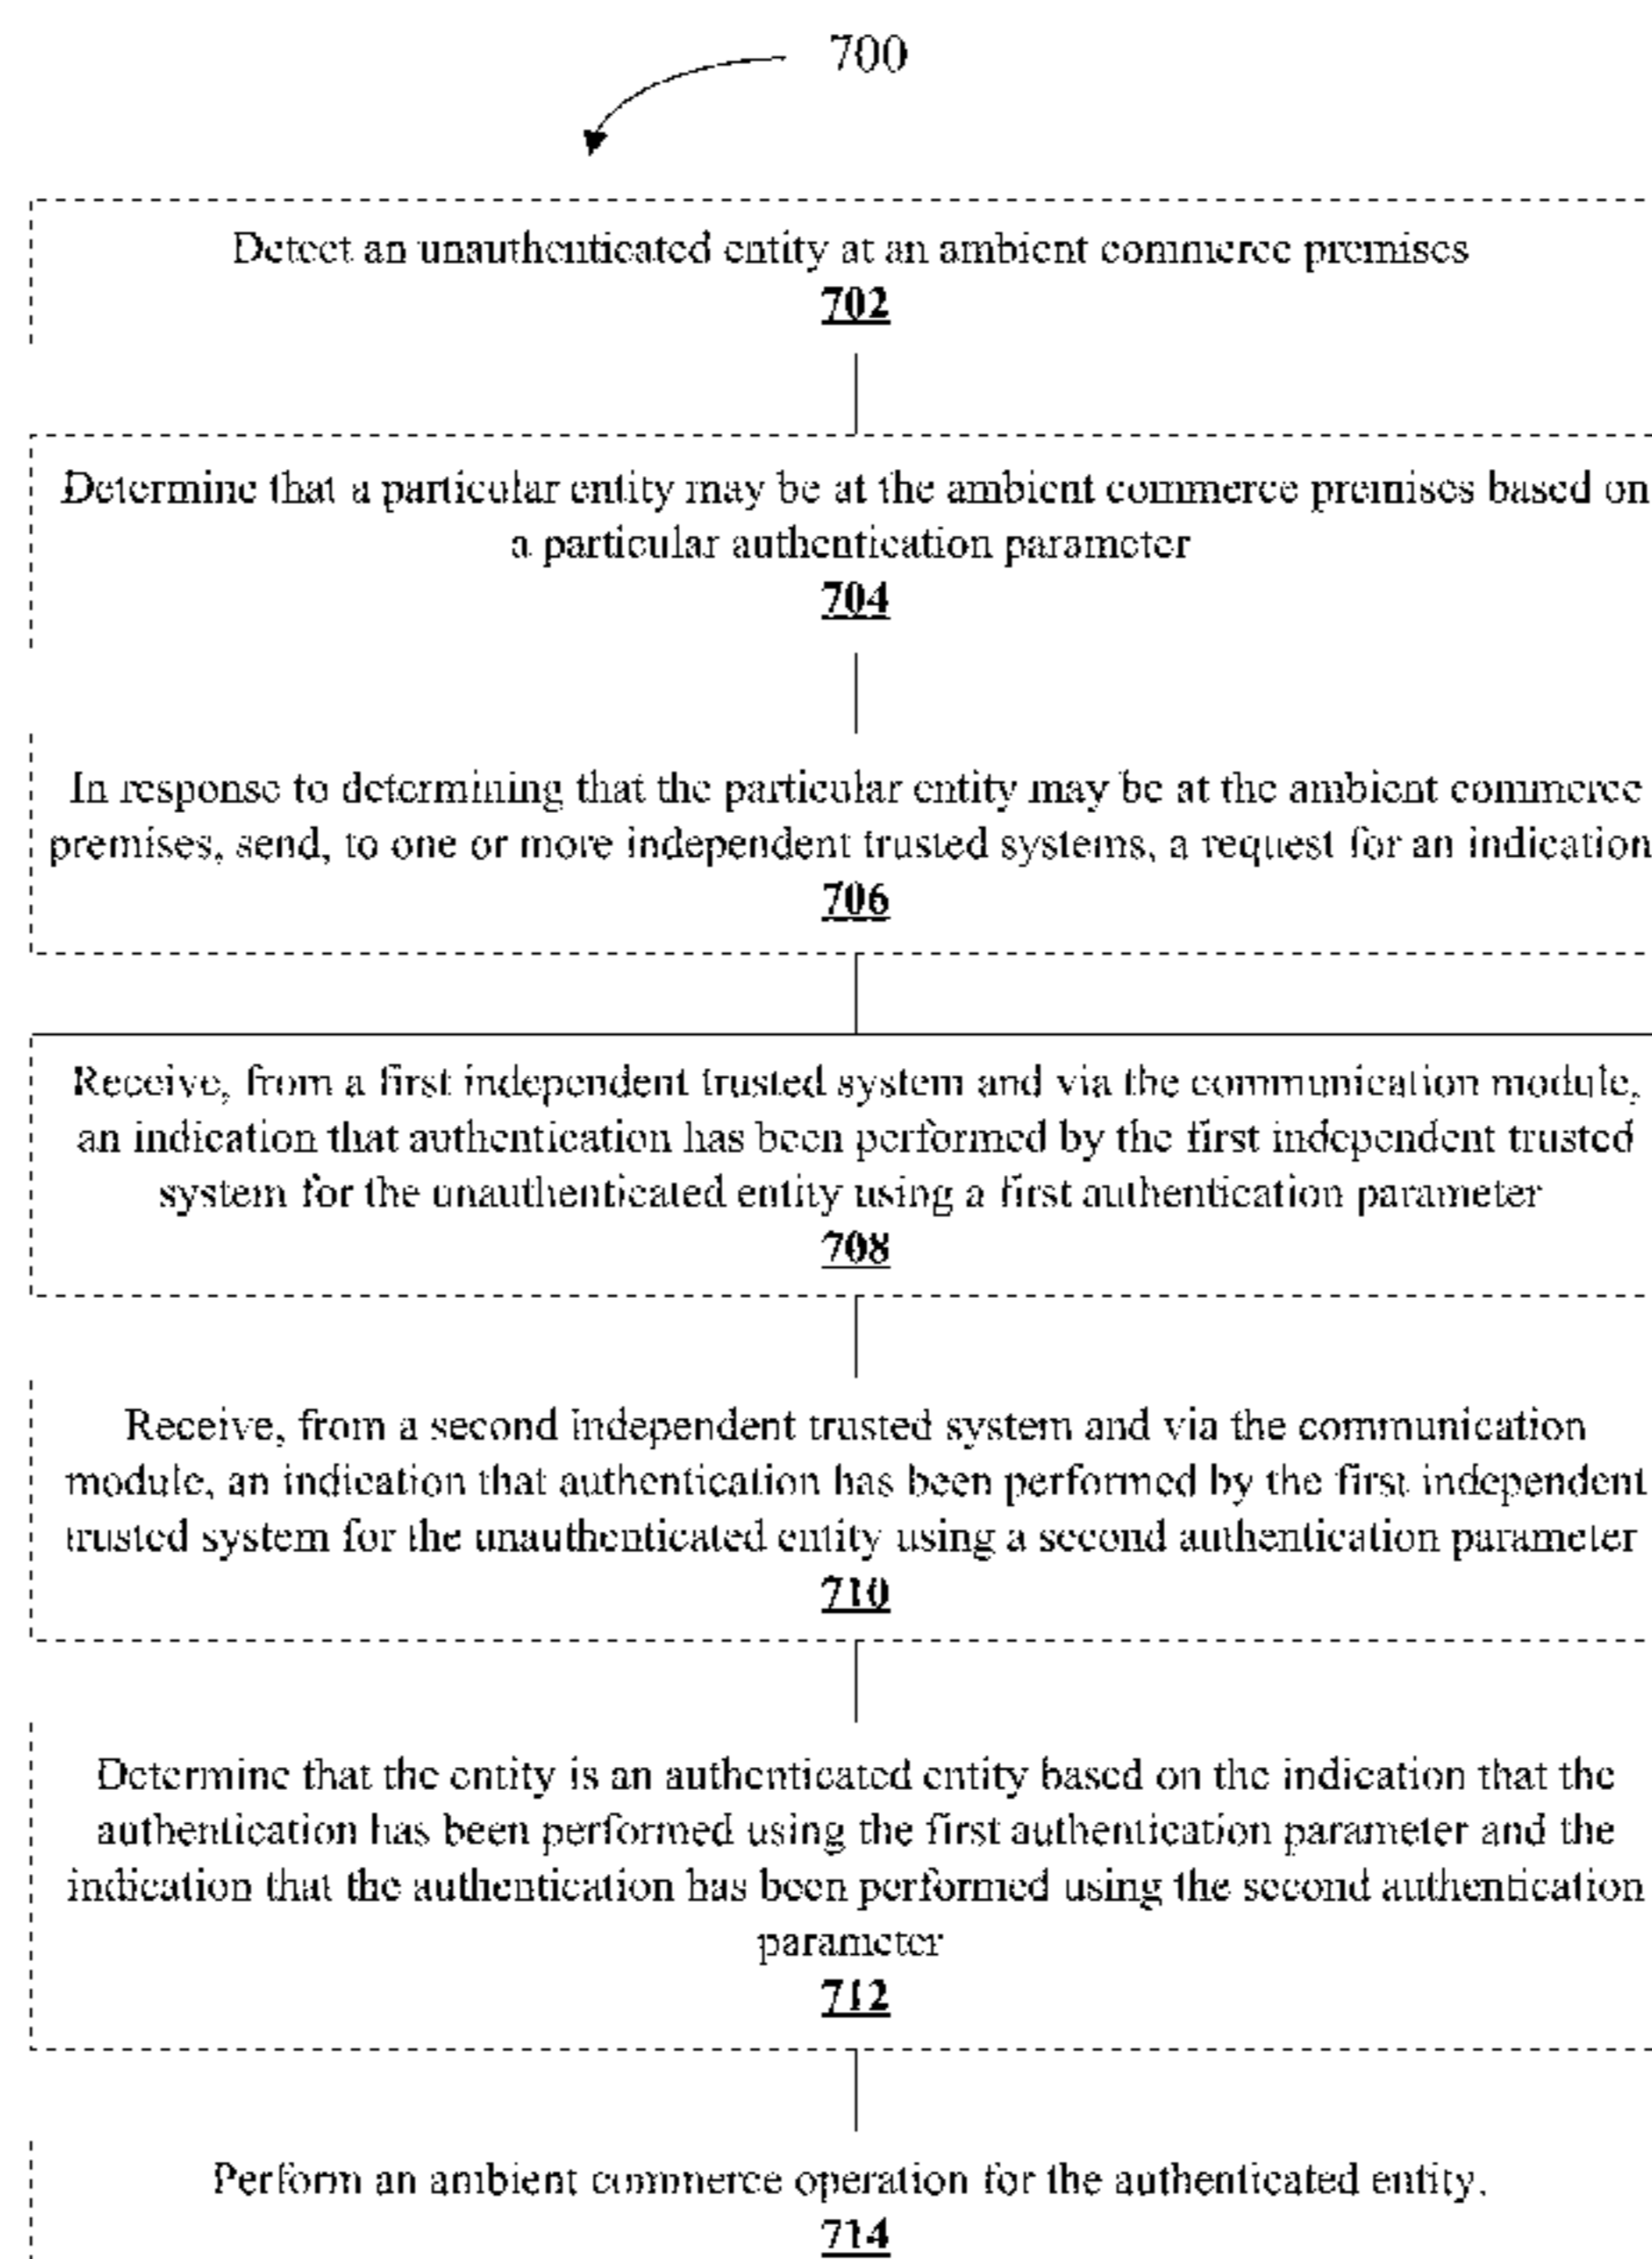 700
Detect an unauthenticated entity at an ambient commerce premises
702
Determine that a particular entity may be at the ambient commerce premises based on
a particular authentication parameter
704
In response to determining that the particular entity may be at the ambient commerce
premises, send, to one or more independent trusted systems, a request for an indication
706
Receive, from a first independent trusted system and via the communication module,
an indication that authentication has been performed by the first independent trusted
system for the unauthenticated entity using a first authentication parameter
708
Receive, from a second independent trusted system and via the communication
module, an indication that authentication has been performed by the first independent
trusted system for the unauthenticated entity using a second authentication parameter
710
Determine that the entity is an authenticated entity based on the indication that the
authentication has been performed using the first authentication parameter and the
indication that the authentication has been performed using the second authentication
parameter
712
Perform an ambient commerce operation for the authenticated entity.
714